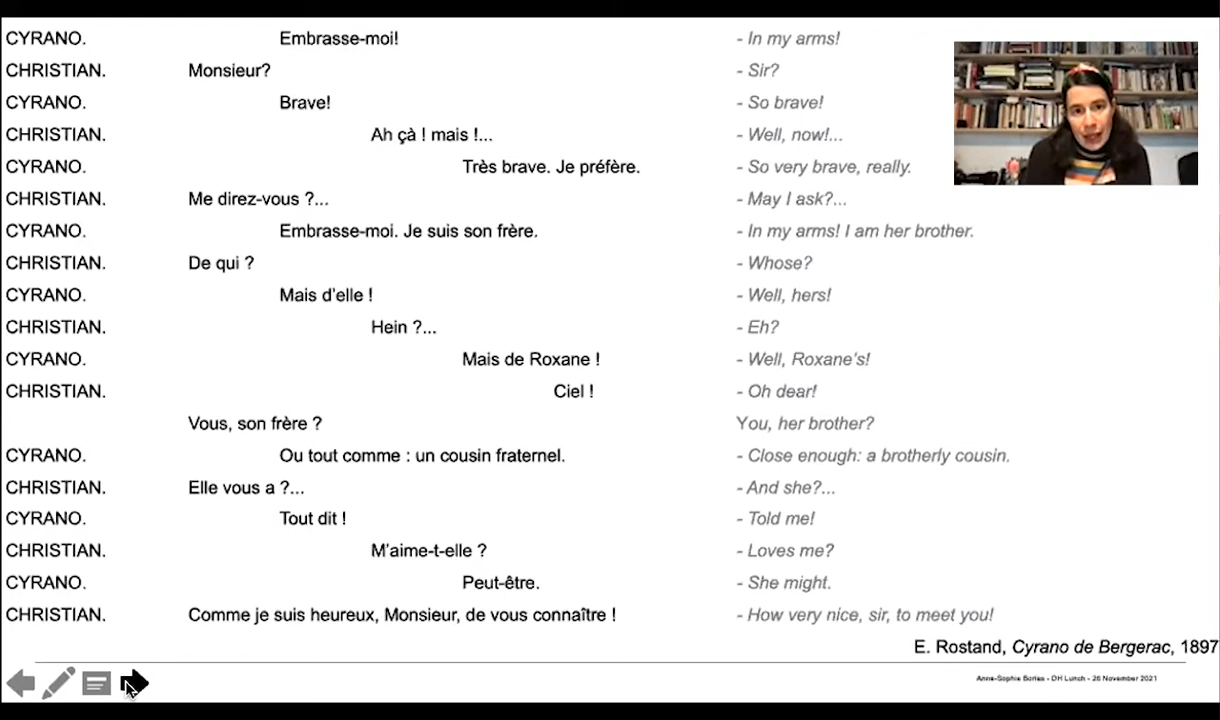 CYRANO. Embrasse-moi! - In my arms!
CHRISTIAN. Monsieur? - Sir?
CYRANO. Brave! - So brave!
CHRISTIAN. Ah çà ! mais !... - Well, now!...
CYRANO. Très brave. Je préfère. - So very brave, really.
CHRISTIAN. Me direz-vous ?... - May I ask?...
CYRANO. Embrasse-moi. Je suis son frère. - In my arms! I am her brother.
CHRISTIAN. De qui ? - Whose?
CYRANO. Mais d'elle ! - Well, hers!
CHRISTIAN. Hein ?... - Eh?
CYRANO. Mais de Roxane ! - Well, Roxane's!
CHRISTIAN. Ciel ! - Oh dear!
Vous, son frère ? You, her brother?
CYRANO. Ou tout comme : un cousin fraternel. - Close enough: a brotherly cousin.
CHRISTIAN. Elle vous a ?... - And she?...
CYRANO. Tout dit ! - Told me!
CHRISTIAN. M'aime-t-elle ? - Loves me?
CYRANO. Peut-être. - She might.
CHRISTIAN. Comme je suis heureux, Monsieur, de vous connaître ! - How very nice, sir, to meet you!
E. Rostand, Cyrano de Bergerac, 1897
Anne-Sophie - DH Lunch - 26 November 2021